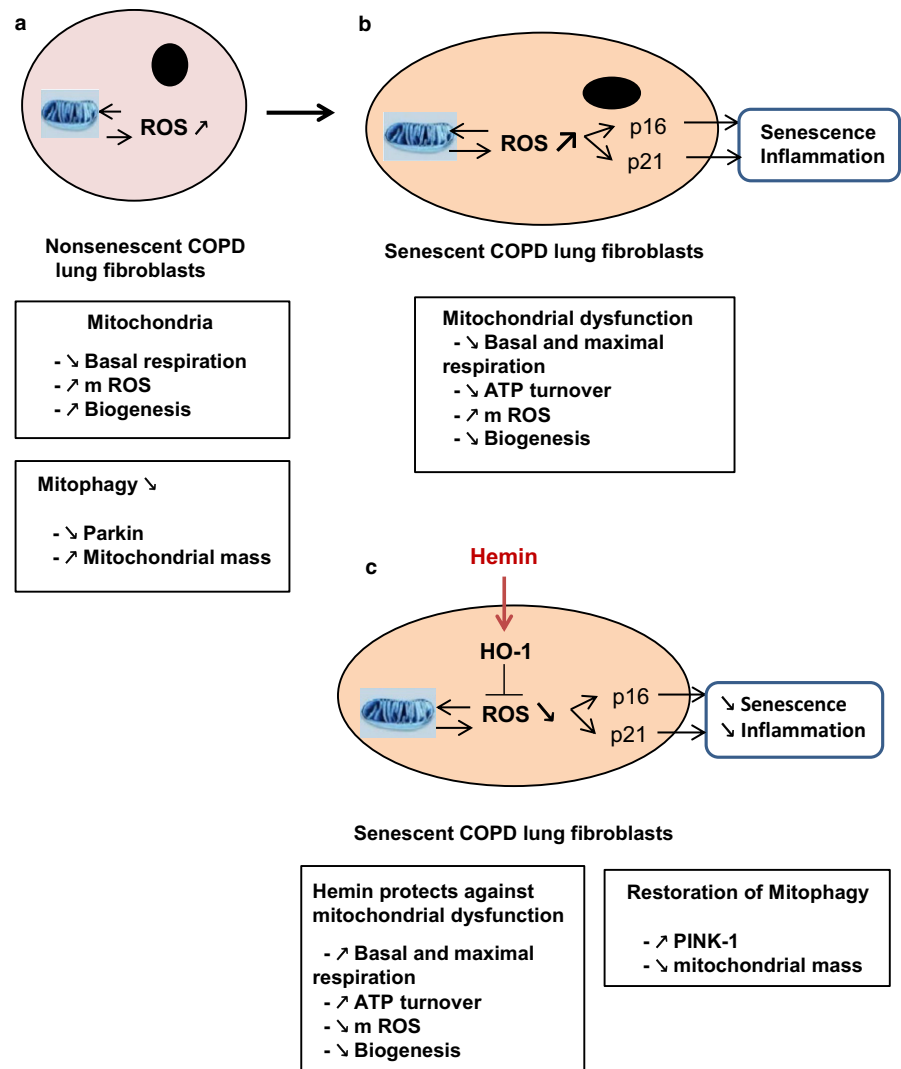 a
ROS ↗
Nonsenescent COPD
lung fibroblasts
Mitochondria
- ↘ Basal respiration
- ↗ m ROS
- ↗ Biogenesis
Mitophagy ↘
- ↘ Parkin
- ↗ Mitochondrial mass
b
ROS ↗
p16
p21
Senescence
Inflammation
Senescent COPD lung fibroblasts
Mitochondrial dysfunction
- ↘ Basal and maximal
respiration
- ↘ ATP turnover
- ↗ m ROS
- ↘ Biogenesis
c
Hemin
HO-1
ROS ↘
p16
p21
↘ Senescence
↘ Inflammation
Senescent COPD lung fibroblasts
Hemin protects against
mitochondrial dysfunction
- ↗ Basal and maximal
respiration
- ↗ ATP turnover
- ↘ m ROS
- ↘ Biogenesis
Restoration of Mitophagy
- ↗ PINK-1
- ↘ mitochondrial mass